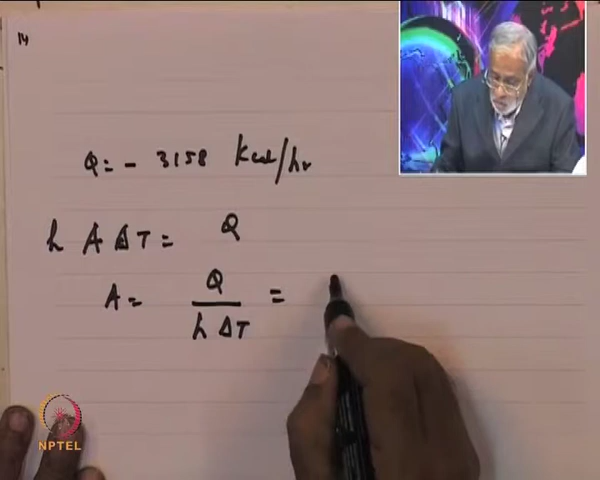 14
Q = - 3158 Kcal/hr
h A ΔT = Q
A = Q / h ΔT =
NPTEL